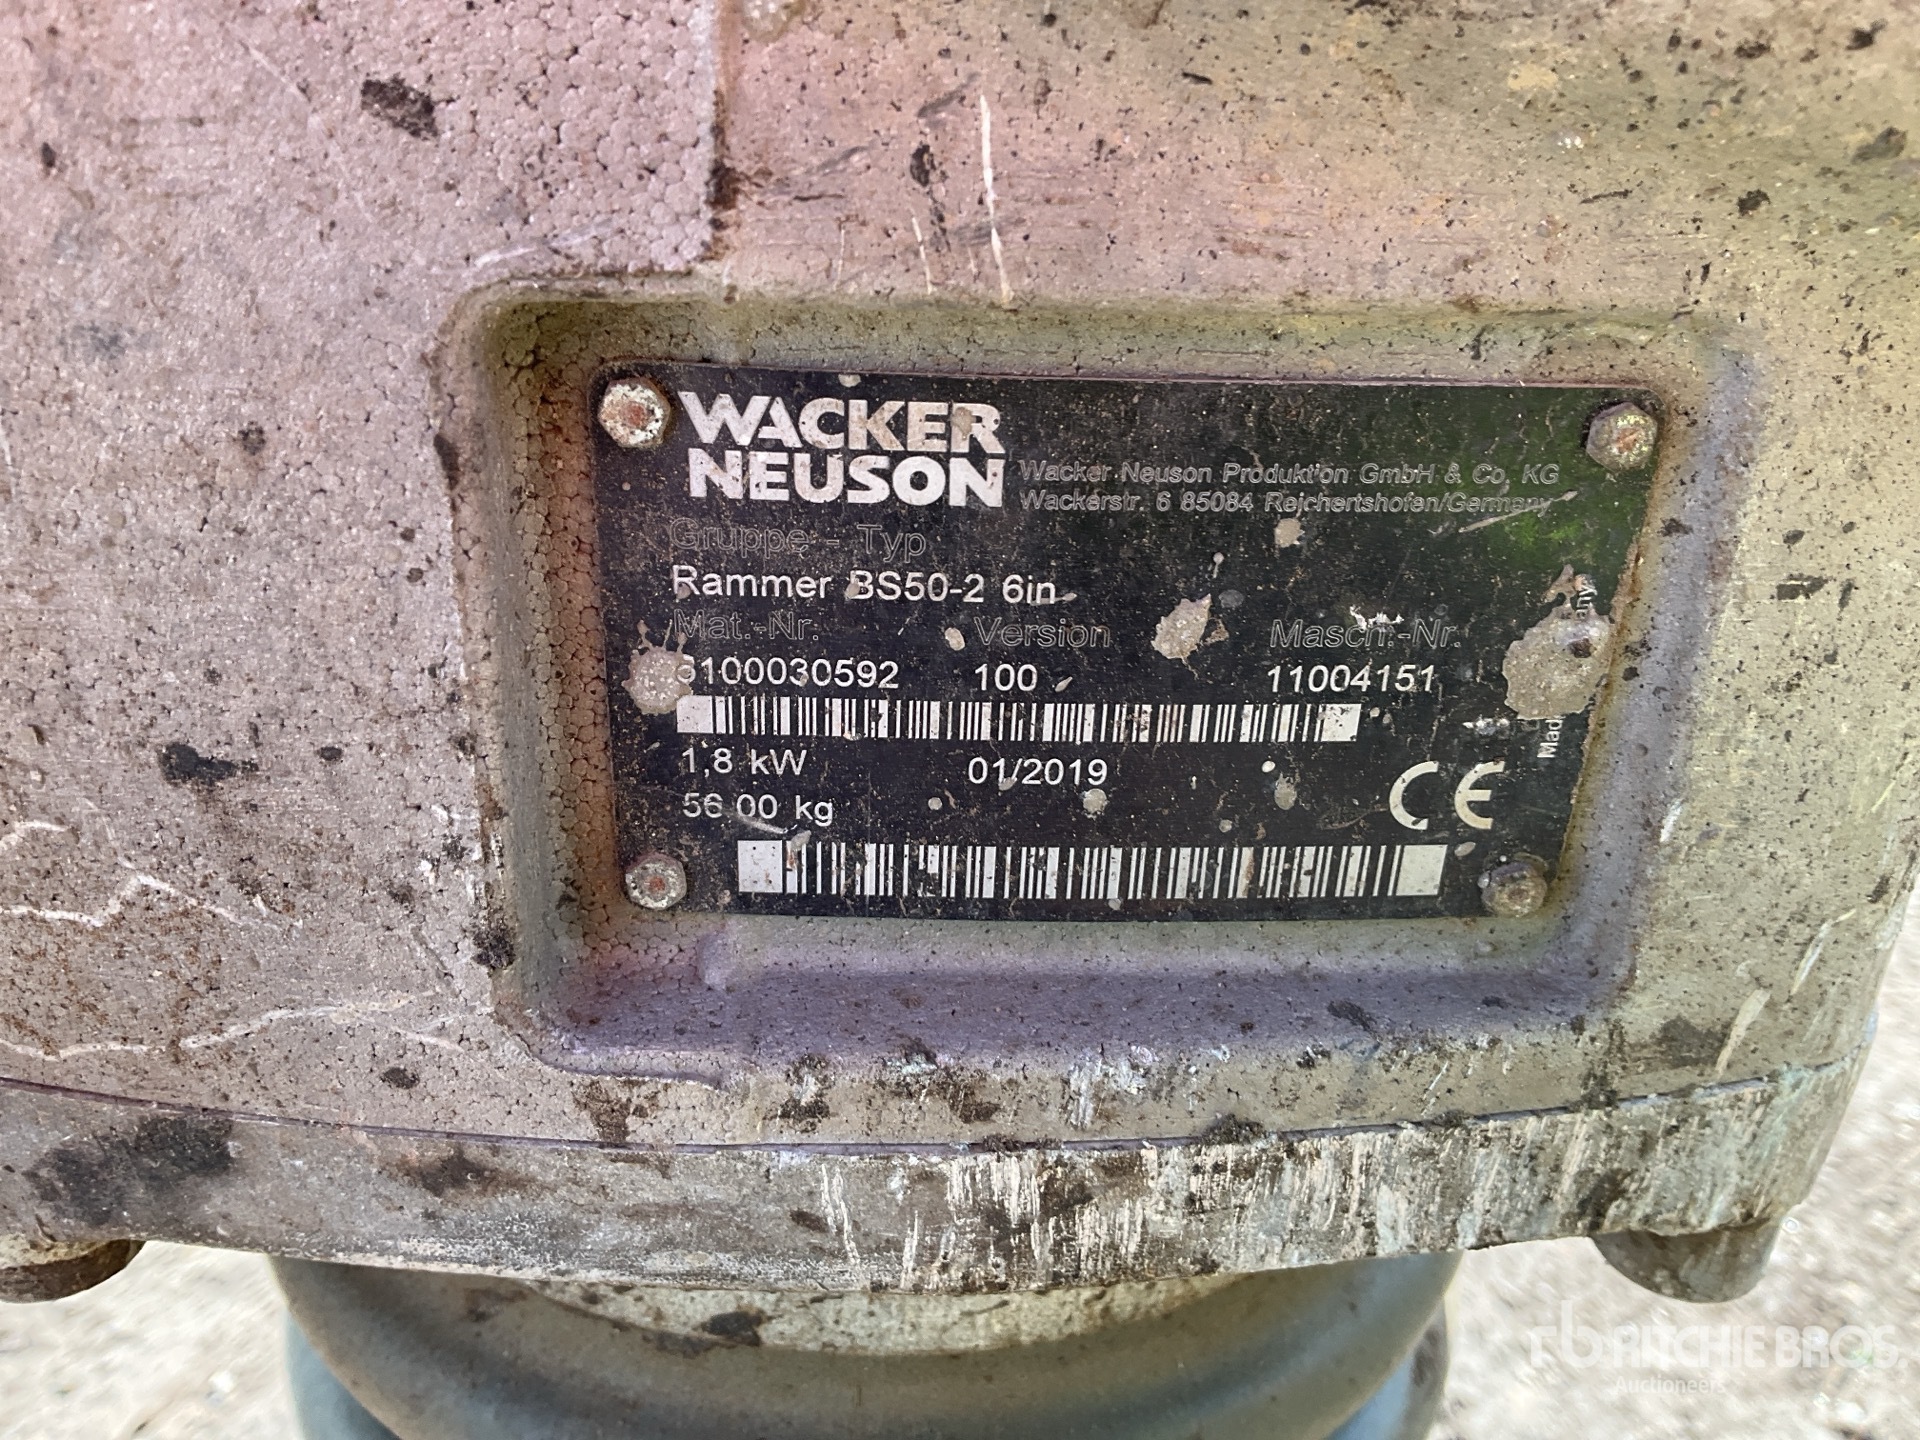 WACKER
NEUSON
Wacker Neuson Produktion GmbH & Co. KG
Wackerstr. 6 85084 Reichertshofen/Germany
Gruppe - Typ
Rammer BS50-2 6in
Mat.-Nr. Version Masch.-Nr.
5100030592 100 11004151
1,8 kW 01/2019
56.00 kg
CE
rb RITCHIE BROS.
Auctioneers